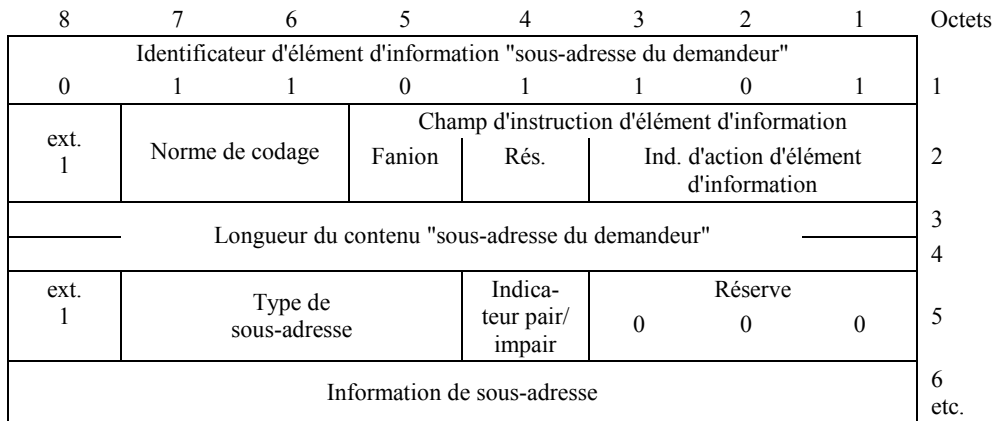 8 7 6 5 4 3 2 1 Octets
Identificateur d'élément d'information "sous-adresse du demandeur"
0 1 1 0 1 1 0 1 1
ext. 1
Norme de codage
Champ d'instruction d'élément d'information
Fanion
Rés.
Ind. d'action d'élément
d'information
2
Longueur du contenu "sous-adresse du demandeur"
3
4
ext.
1
Type de
sous-adresse
Indica-
teur pair/
impair
Réserve
0 0 0
5
Information de sous-adresse
6
etc.